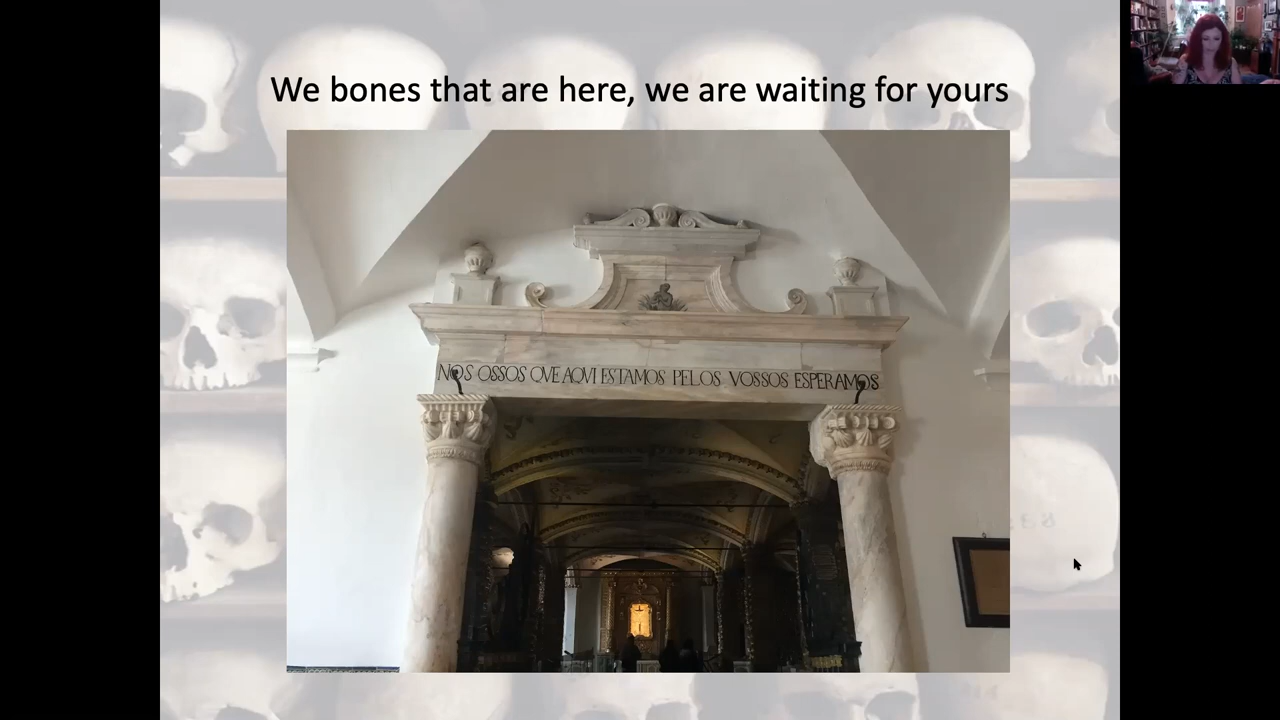 We bones that are here, we are waiting for yours
NOS OSSOS QVE AQVI ESTAMOS PELOS VOSSOS ESPERAMOS